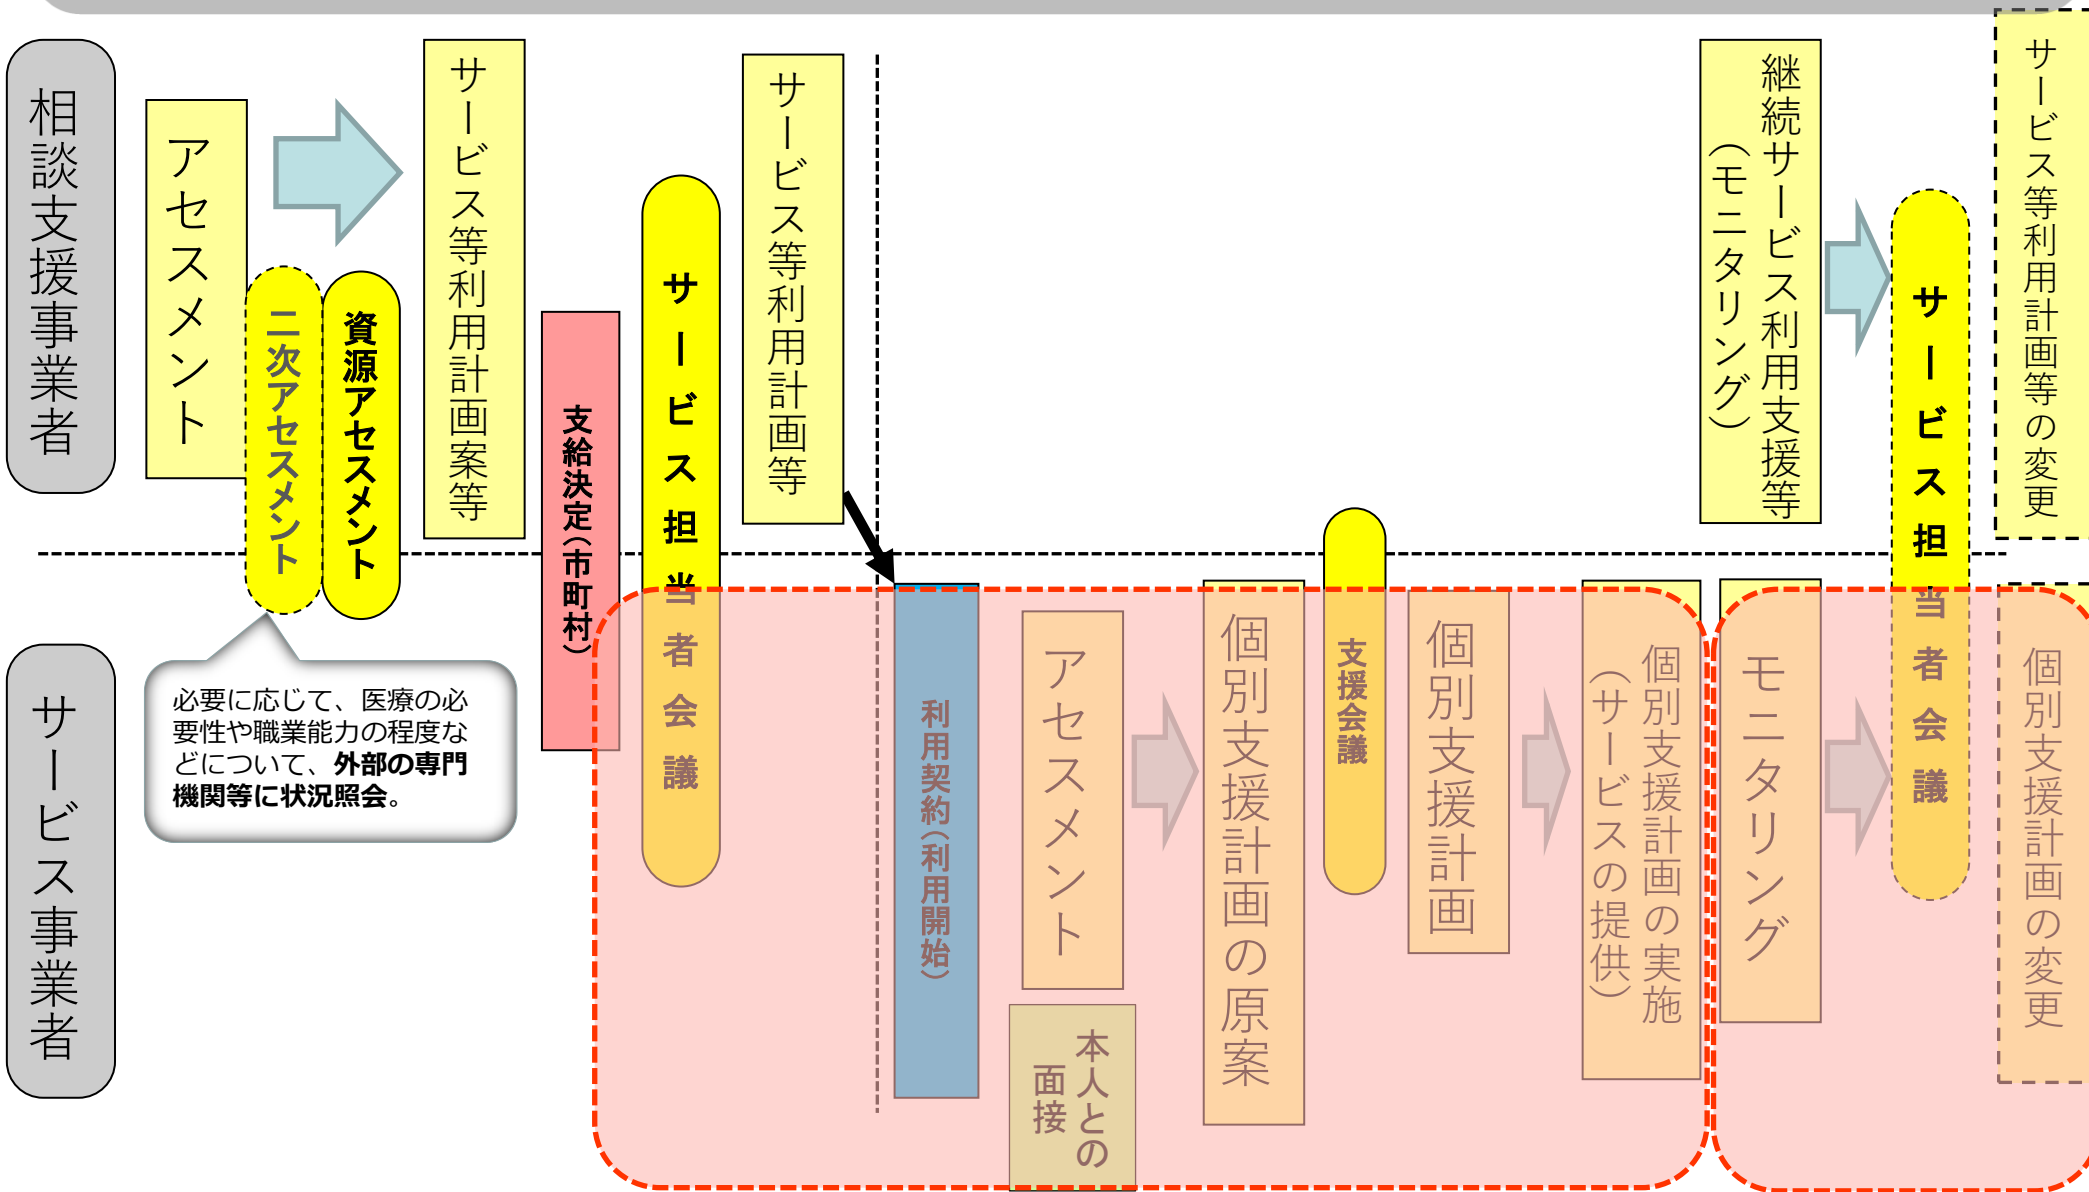 相談支援事業者
アセスメント
二次アセスメント
資源アセスメント
サービス等利用計画案等
支給決定（市町村）
サービス担当者会議
サービス等利用計画等
継続サービス利用支援等
（モニタリング）
サービス担当者会議
サービス等利用計画等の変更
サービス事業者
必要に応じて、医療の必
要性や職業能力の程度な
どについて、外部の専門
機関等に状況照会。
利用契約（利用開始）
アセスメント
本人との
面接
個別支援計画の原案
支援会議
個別支援計画
個別支援計画の実施
（サービスの提供）
モニタリング
個別支援計画の変更